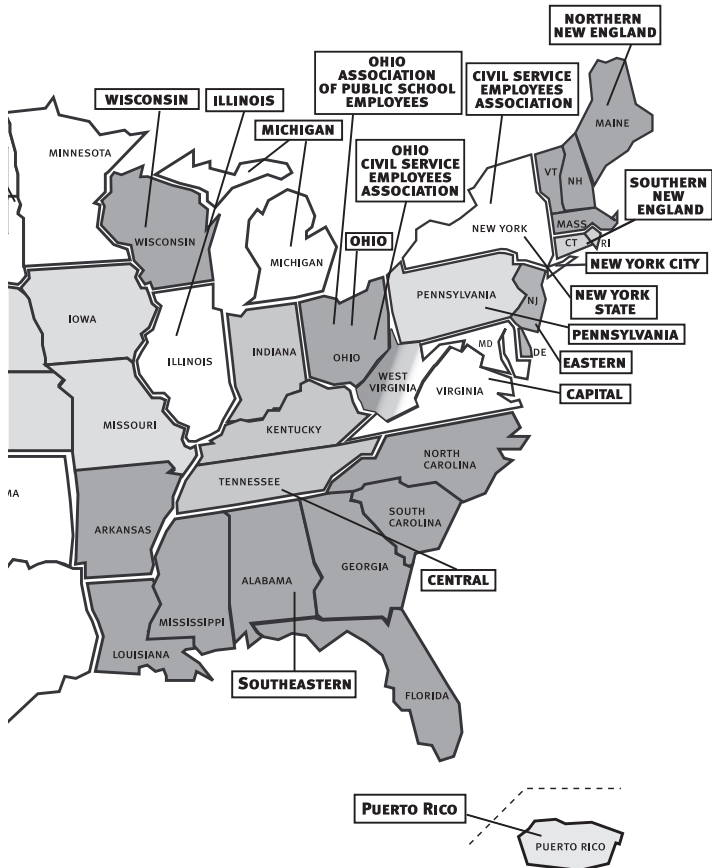 NORTHERN
NEW ENGLAND
OHIO
ASSOCIATION
OF PUBLIC SCHOOL
EMPLOYEES
CIVIL SERVICE
EMPLOYEES
ASSOCIATION
WISCONSIN
ILLINOIS
MICHIGAN
OHIO
CIVIL SERVICE
EMPLOYEES
ASSOCIATION
MAINE
MINNESOTA
VT
NH
SOUTHERN
NEW
ENGLAND
MASS
CT
RI
WISCONSIN
NEW YORK
OHIO
MICHIGAN
NEW YORK CITY
PENNSYLVANIA
NJ
NEW YORK
STATE
IOWA
PENNSYLVANIA
MD
DE
EASTERN
ILLINOIS
INDIANA
OHIO
WEST
VIRGINIA
VIRGINIA
CAPITAL
MISSOURI
KENTUCKY
NORTH
CAROLINA
TENNESSEE
MA
SOUTH
CAROLINA
ARKANSAS
GEORGIA
ALABAMA
CENTRAL
MISSISSIPPI
LOUISIANA
SOUTHEASTERN
FLORIDA
PUERTO RICO
PUERTO RICO